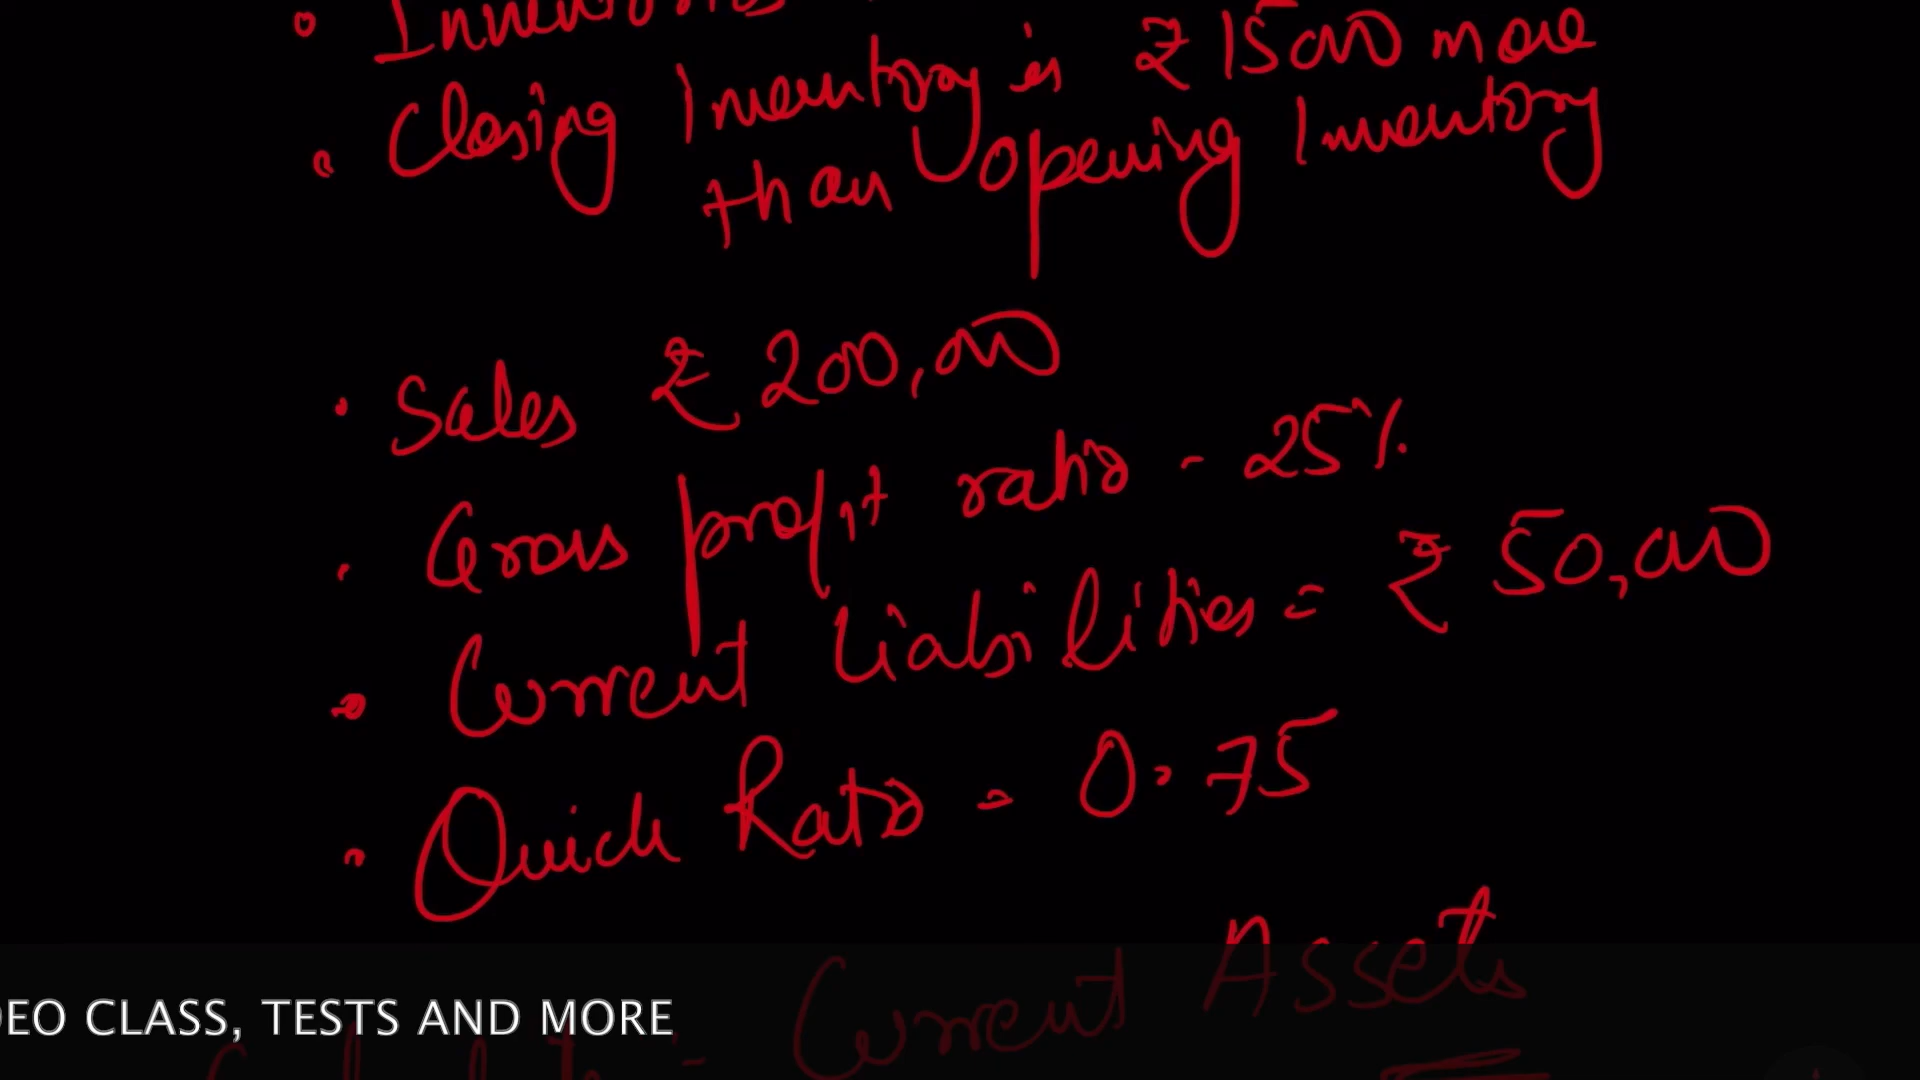 • Closing Inventory is ₹ 15000 more
than opening Inventory
• Sales ₹ 200,000
• Gross profit ratio - 25%
• Current Liabilities = ₹ 50,000
• Quick Ratio = 0.75
Current Assets
DEO CLASS, TESTS AND MORE